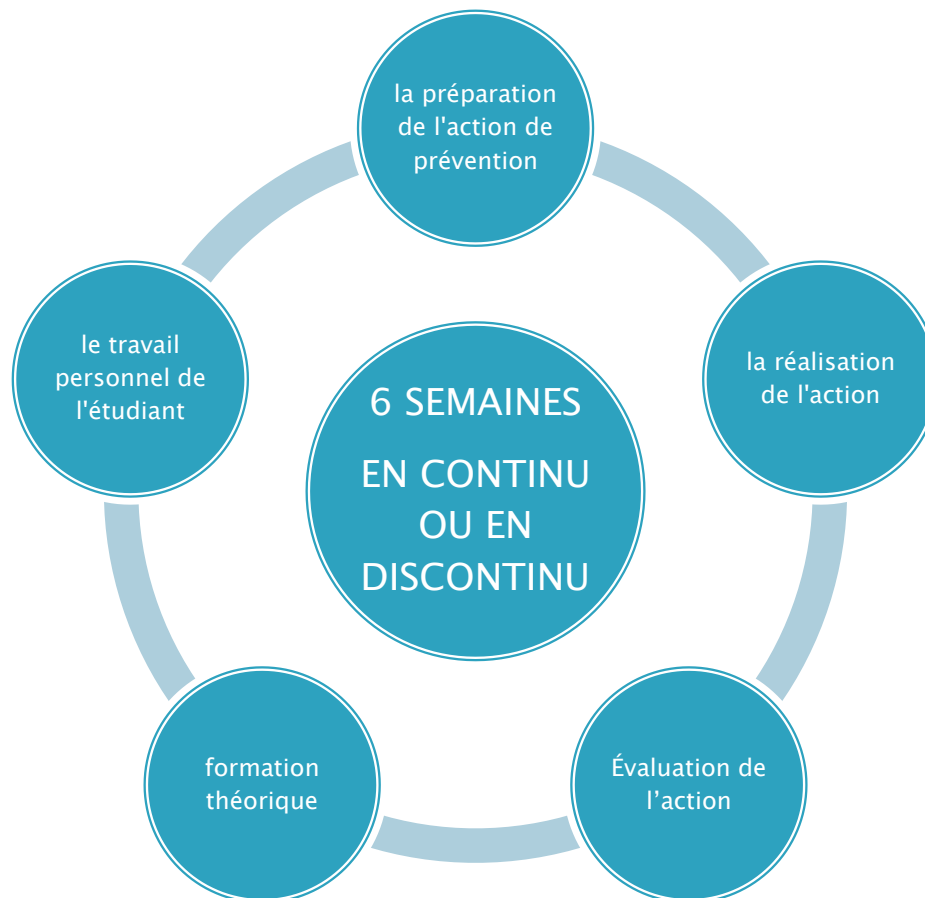 la préparation
de l'action de
prévention
la réalisation
de l'action
Évaluation de
l’action
formation
théorique
le travail
personnel de
l'étudiant
6 SEMAINES
EN CONTINU
OU EN
DISCONTINU